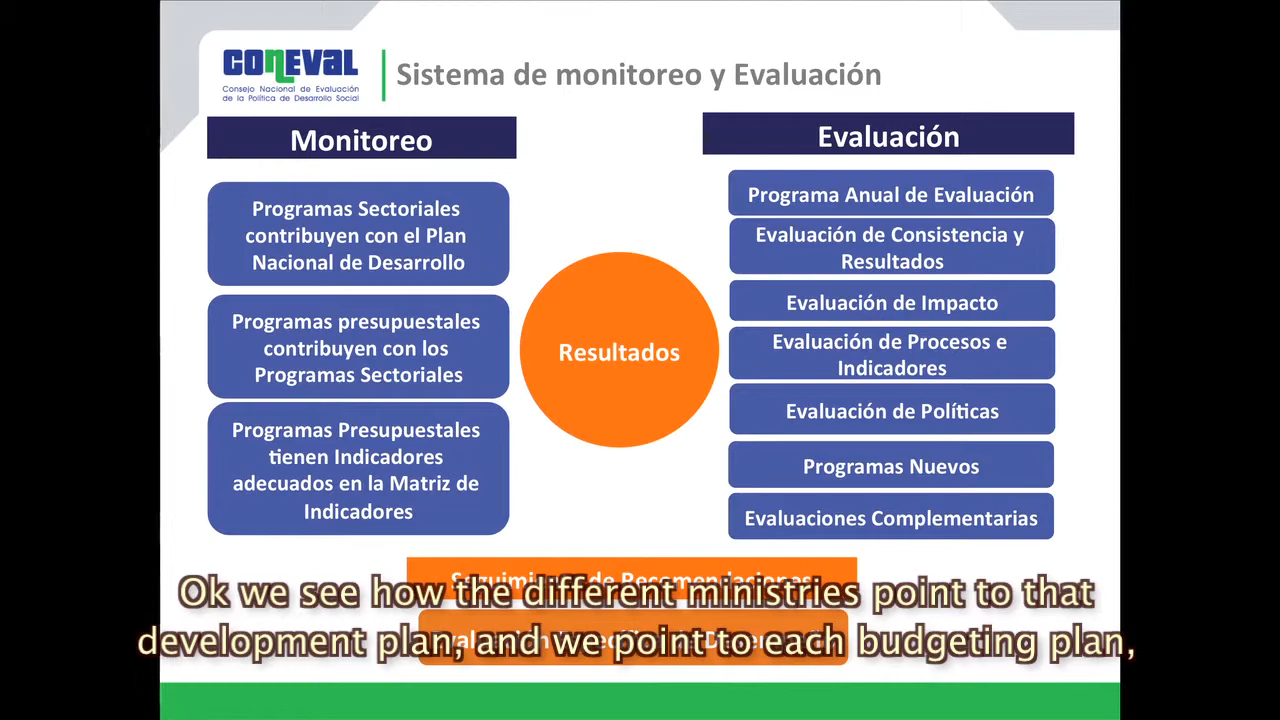 CONEVAL
Consejo Nacional de Evaluación
de la Política de Desarrollo Social
Sistema de monitoreo y Evaluación
Monitoreo
Programas Sectoriales
contribuyen con el Plan
Nacional de Desarrollo
Programas presupuestales
contribuyen con los
Programas Sectoriales
Programas Presupuestales
tienen Indicadores
adecuados en la Matriz de
Indicadores
Resultados
Evaluación
Programa Anual de Evaluación
Evaluación de Consistencia y
Resultados
Evaluación de Impacto
Evaluación de Procesos e
Indicadores
Evaluación de Políticas
Programas Nuevos
Evaluaciones Complementarias
Seguimiento de Recomendaciones
Ok we see how the different ministries point to that
development plan, and we point to each budgeting plan,